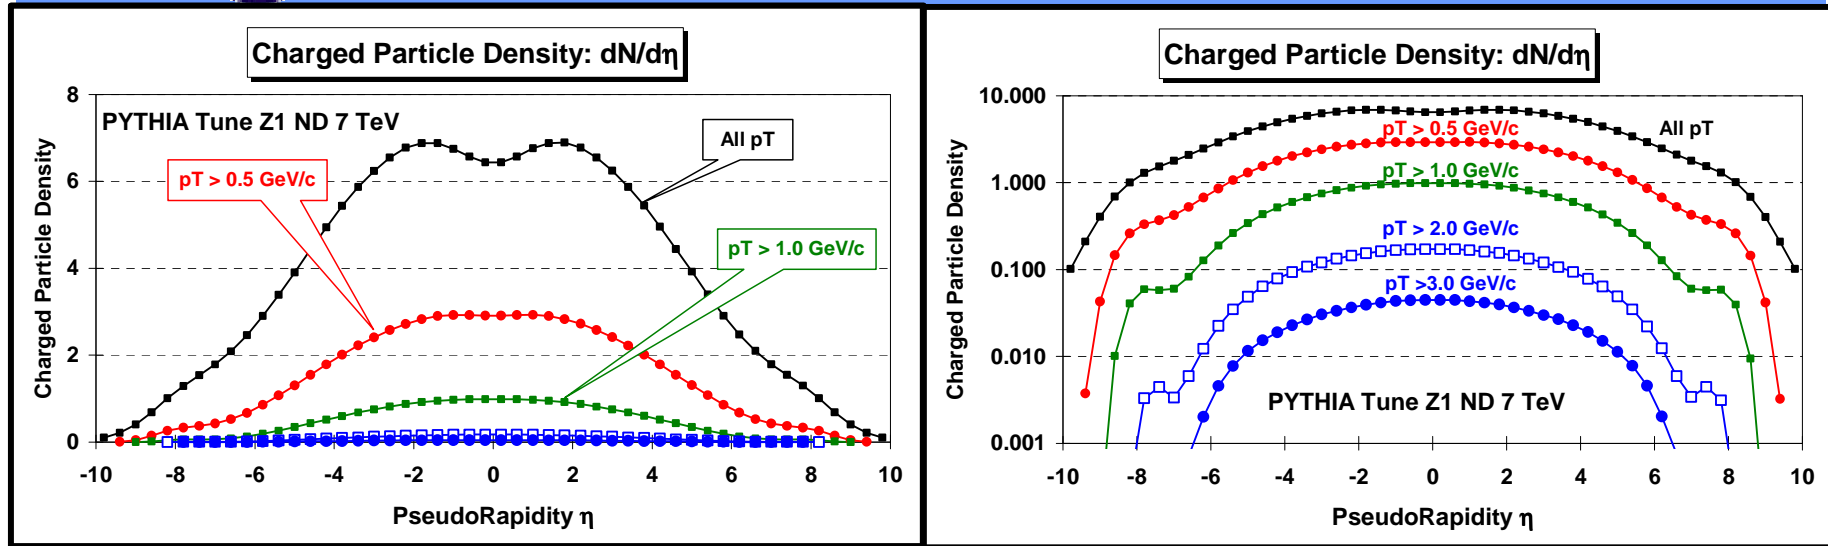 Charged Particle Density: dN/dη
8
6
4
2
0
Charged Particle Density
PYTHIA Tune Z1 ND 7 TeV
All pT
pT > 0.5 GeV/c
pT > 1.0 GeV/c
-10 -8 -6 -4 -2 0 2 4 6 8 10
PseudoRapidity η
Charged Particle Density: dN/dη
10.000
1.000
0.100
0.010
0.001
Charged Particle Density
pT > 0.5 GeV/c
All pT
pT > 1.0 GeV/c
pT > 2.0 GeV/c
pT >3.0 GeV/c
PYTHIA Tune Z1 ND 7 TeV
-10 -8 -6 -4 -2 0 2 4 6 8 10
PseudoRapidity η